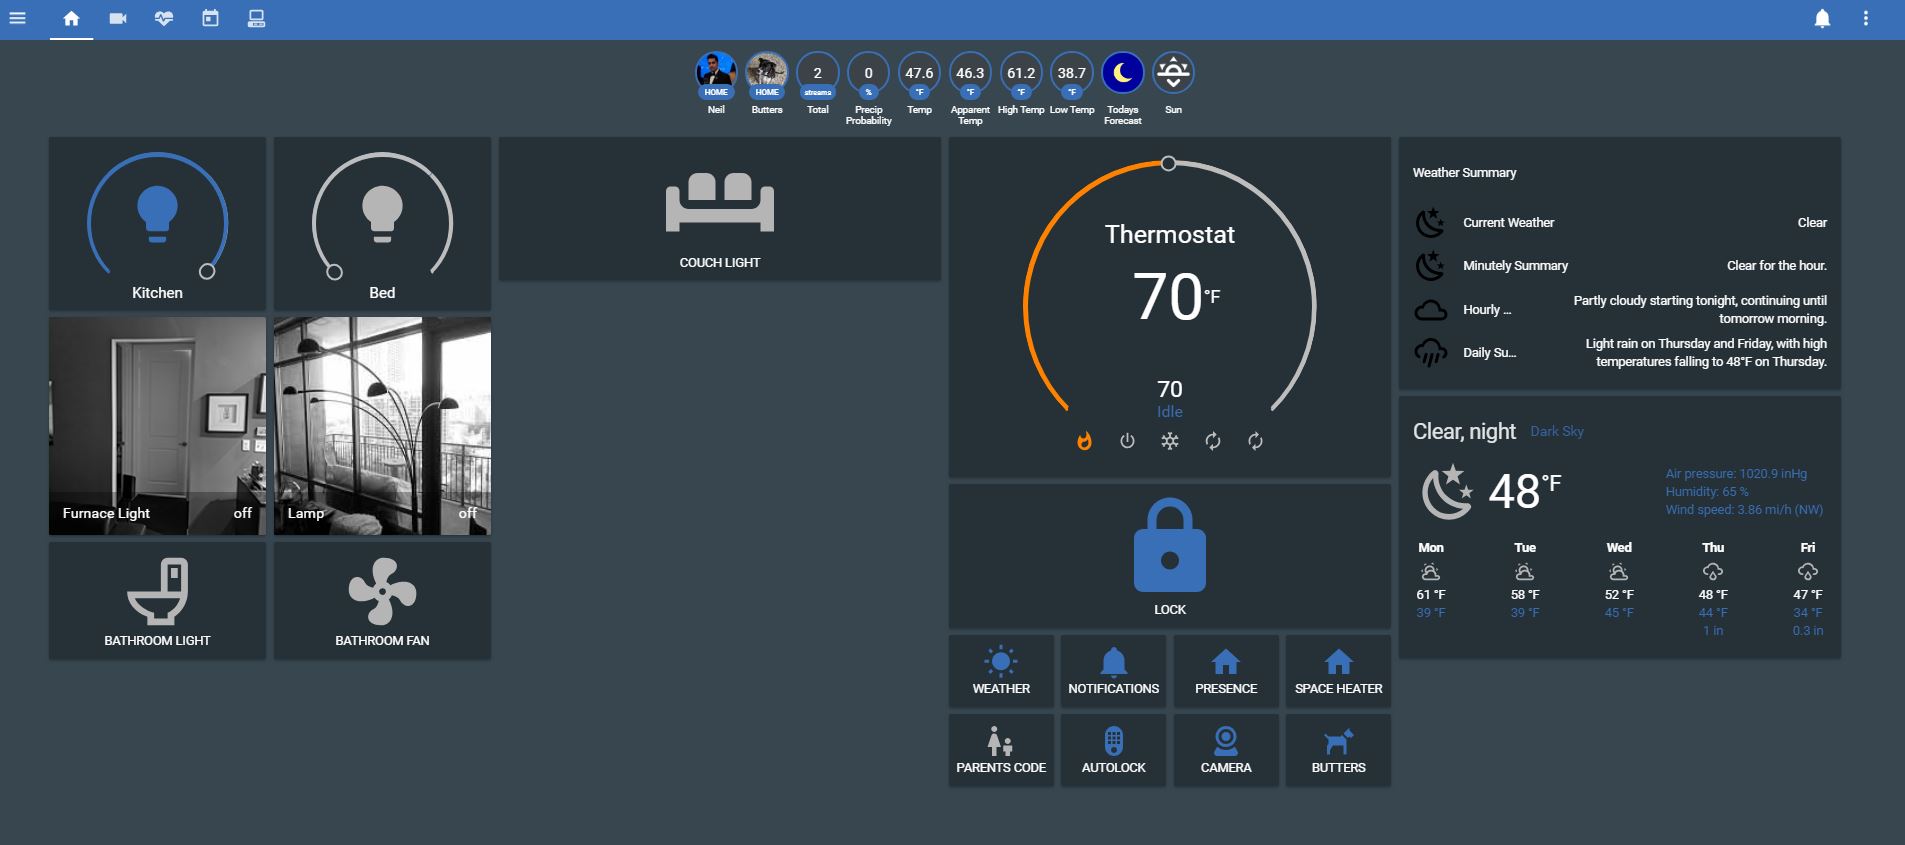 HOME
HOME
2
0
47.6
46.3
61.2
38.7
streams
%
°F
°F
°F
°F
Neil
Butters
Total
Precip
Probability
Temp
Apparent
Temp
High Temp
Low Temp
Todays
Forecast
Sun
Kitchen
Bed
COUCH LIGHT
Furnace Light
off
Lamp
off
BATHROOM LIGHT
BATHROOM FAN
Thermostat
70 °F
70
Idle
LOCK
WEATHER
NOTIFICATIONS
PRESENCE
SPACE HEATER
PARENTS CODE
AUTOLOCK
CAMERA
BUTTERS
Weather Summary
Current Weather
Clear
Minutely Summary
Clear for the hour.
Hourly ...
Partly cloudy starting tonight, continuing until
tomorrow morning.
Daily Su...
Light rain on Thursday and Friday, with high
temperatures falling to 48°F on Thursday.
Clear, night
Dark Sky
48 °F
Air pressure: 1020.9 inHg
Humidity: 65 %
Wind speed: 3.86 mi/h (NW)
Mon Tue Wed Thu Fri
61 °F 58 °F 52 °F 48 °F 47 °F
39 °F 39 °F 45 °F 44 °F 34 °F
1 in 0.3 in